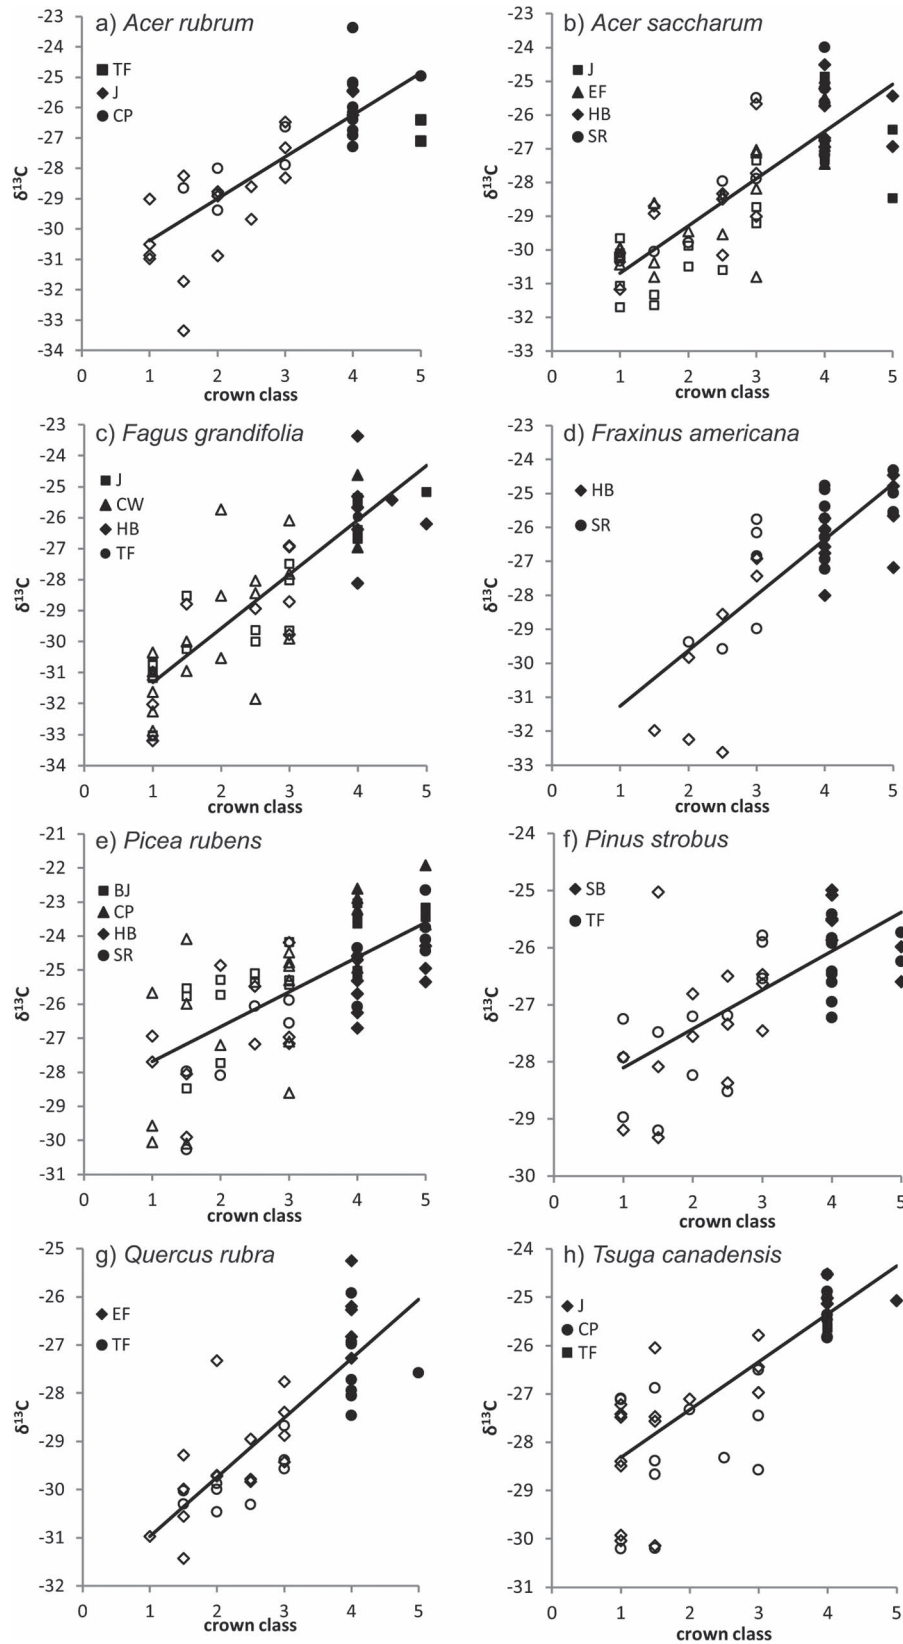 a) Acer rubrum
-23
-24
-25
-26
-27
-28
-29
-30
-31
-32
-33
-34
TF
J
CP
δ13C
0 1 2 3 4 5
crown class
b) Acer saccharum
-23
-24
-25
-26
-27
-28
-29
-30
-31
-32
-33
J
EF
HB
SR
δ13C
0 1 2 3 4 5
crown class
c) Fagus grandifolia
-23
-24
-25
-26
-27
-28
-29
-30
-31
-32
-33
-34
J
CW
HB
TF
δ13C
0 1 2 3 4 5
crown class
d) Fraxinus americana
-23
-24
-25
-26
-27
-28
-29
-30
-31
-32
-33
HB
SR
δ13C
0 1 2 3 4 5
crown class
e) Picea rubens
-21
-22
-23
-24
-25
-26
-27
-28
-29
-30
-31
BJ
CP
HB
SR
δ13C
0 1 2 3 4 5
crown class
f) Pinus strobus
-24
-25
-26
-27
-28
-29
-30
SB
TF
δ13C
0 1 2 3 4 5
crown class
g) Quercus rubra
-25
-26
-27
-28
-29
-30
-31
-32
EF
TF
δ13C
0 1 2 3 4 5
crown class
h) Tsuga canadensis
-24
-25
-26
-27
-28
-29
-30
-31
J
CP
TF
δ13C
0 1 2 3 4 5
crown class